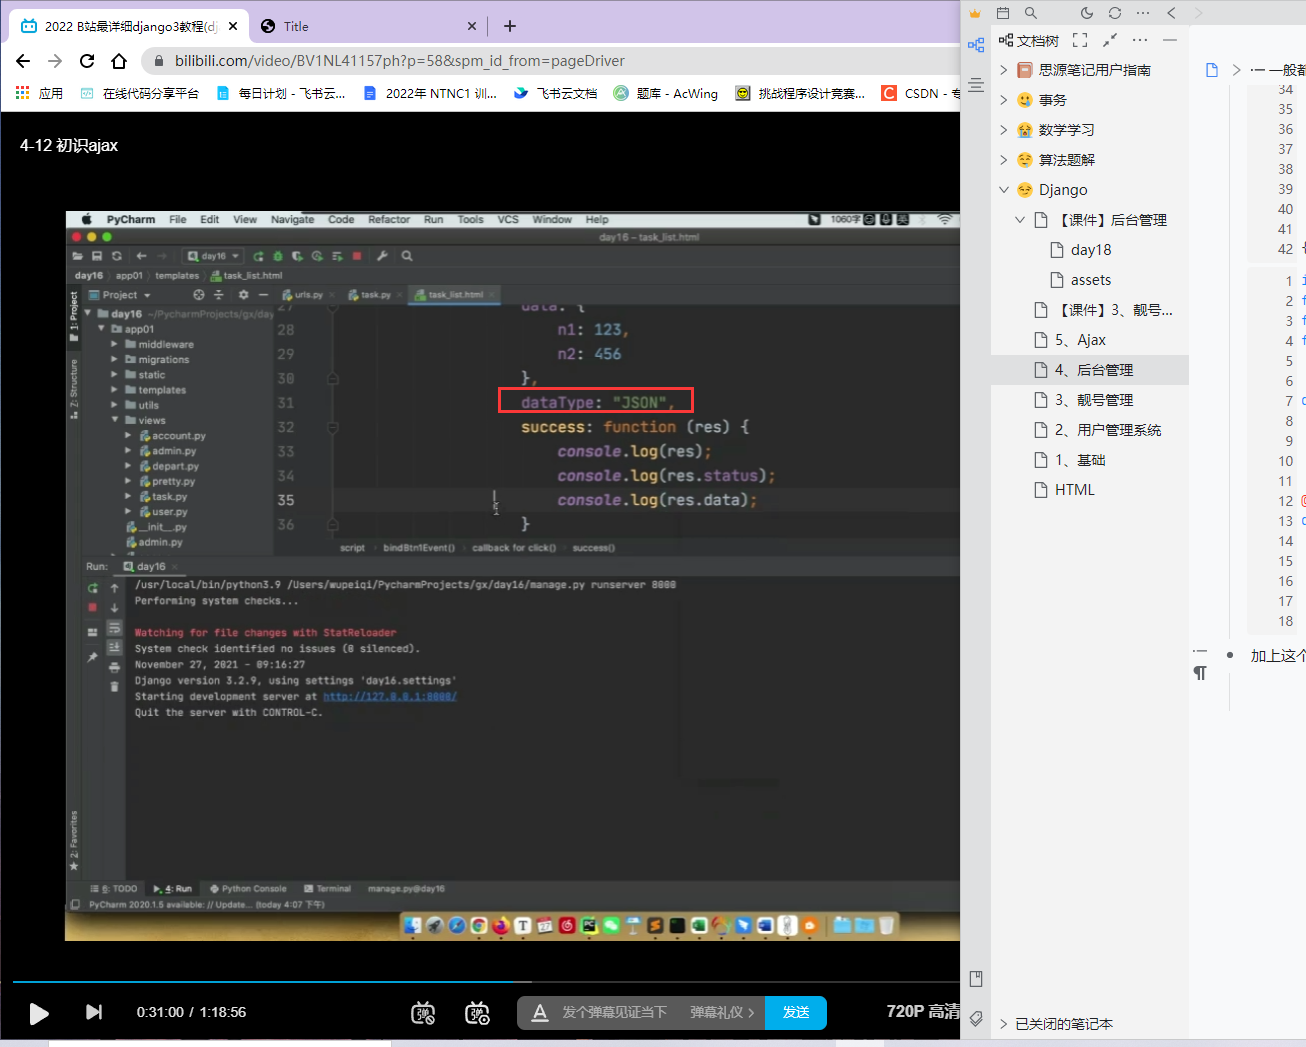 2022 B站最详细django3教程(dj
Title
bilibili.com/video/BV1NL41157ph?p=58&spm_id_from=pageDriver
应用
在线代码分享平台
每日计划 - 飞书云...
2022年 NTNC1 训...
飞书云文档
题库 - AcWing
挑战程序设计竞赛...
CSDN - 专
4-12 初识ajax
PyCharm File Edit View Navigate Code Refactor Run Tools VCS Window Help
1060字
day16 – task_list.html
day16
day16 app01 templates task_list.html
Project
urls.py
task.py
task_list.html
1: Project
Z: Structure
2: Favorites
day16 ~/PycharmProjects/gx/day
app01
middleware
migrations
static
templates
utils
views
account.py
admin.py
depart.py
pretty.py
task.py
user.py
__init__.py
admin.py
27 data: {
28 n1: 123,
29 n2: 456
30 },
31 dataType: "JSON",
32 success: function (res) {
33 console.log(res);
34 console.log(res.status);
35 console.log(res.data);
36 }
script bindBtn1Event() callback for click() success()
Run: day16
/usr/local/bin/python3.9 /Users/wupeiqi/PycharmProjects/gx/day16/manage.py runserver 8000
Performing system checks...
Watching for file changes with StatReloader
System check identified no issues (0 silenced).
November 27, 2021 - 09:16:27
Django version 3.2.9, using settings 'day16.settings'
Starting development server at http://127.0.0.1:8000/
Quit the server with CONTROL-C.
6: TODO
4: Run
Python Console
Terminal
manage.py@day16
PyCharm 2020.1.5 available: // Update... (today 4:07 下午)
0:31:00 / 1:18:56
弹
弹
A 发个弹幕见证当下
弹幕礼仪 >
发送
720P 高清
文档树
思源笔记用户指南
事务
数学学习
算法题解
Django
【课件】后台管理
day18
assets
【课件】3、靓号...
5、Ajax
4、后台管理
3、靓号管理
2、用户管理系统
1、基础
HTML
已关闭的笔记本
一般都
34
35
36
37
38
39
40
41
42 {
1 i
2 f
3 f
4 f
5
6
7
8
9
10
11
12 @
13
14
15
16
17
18
加上这个